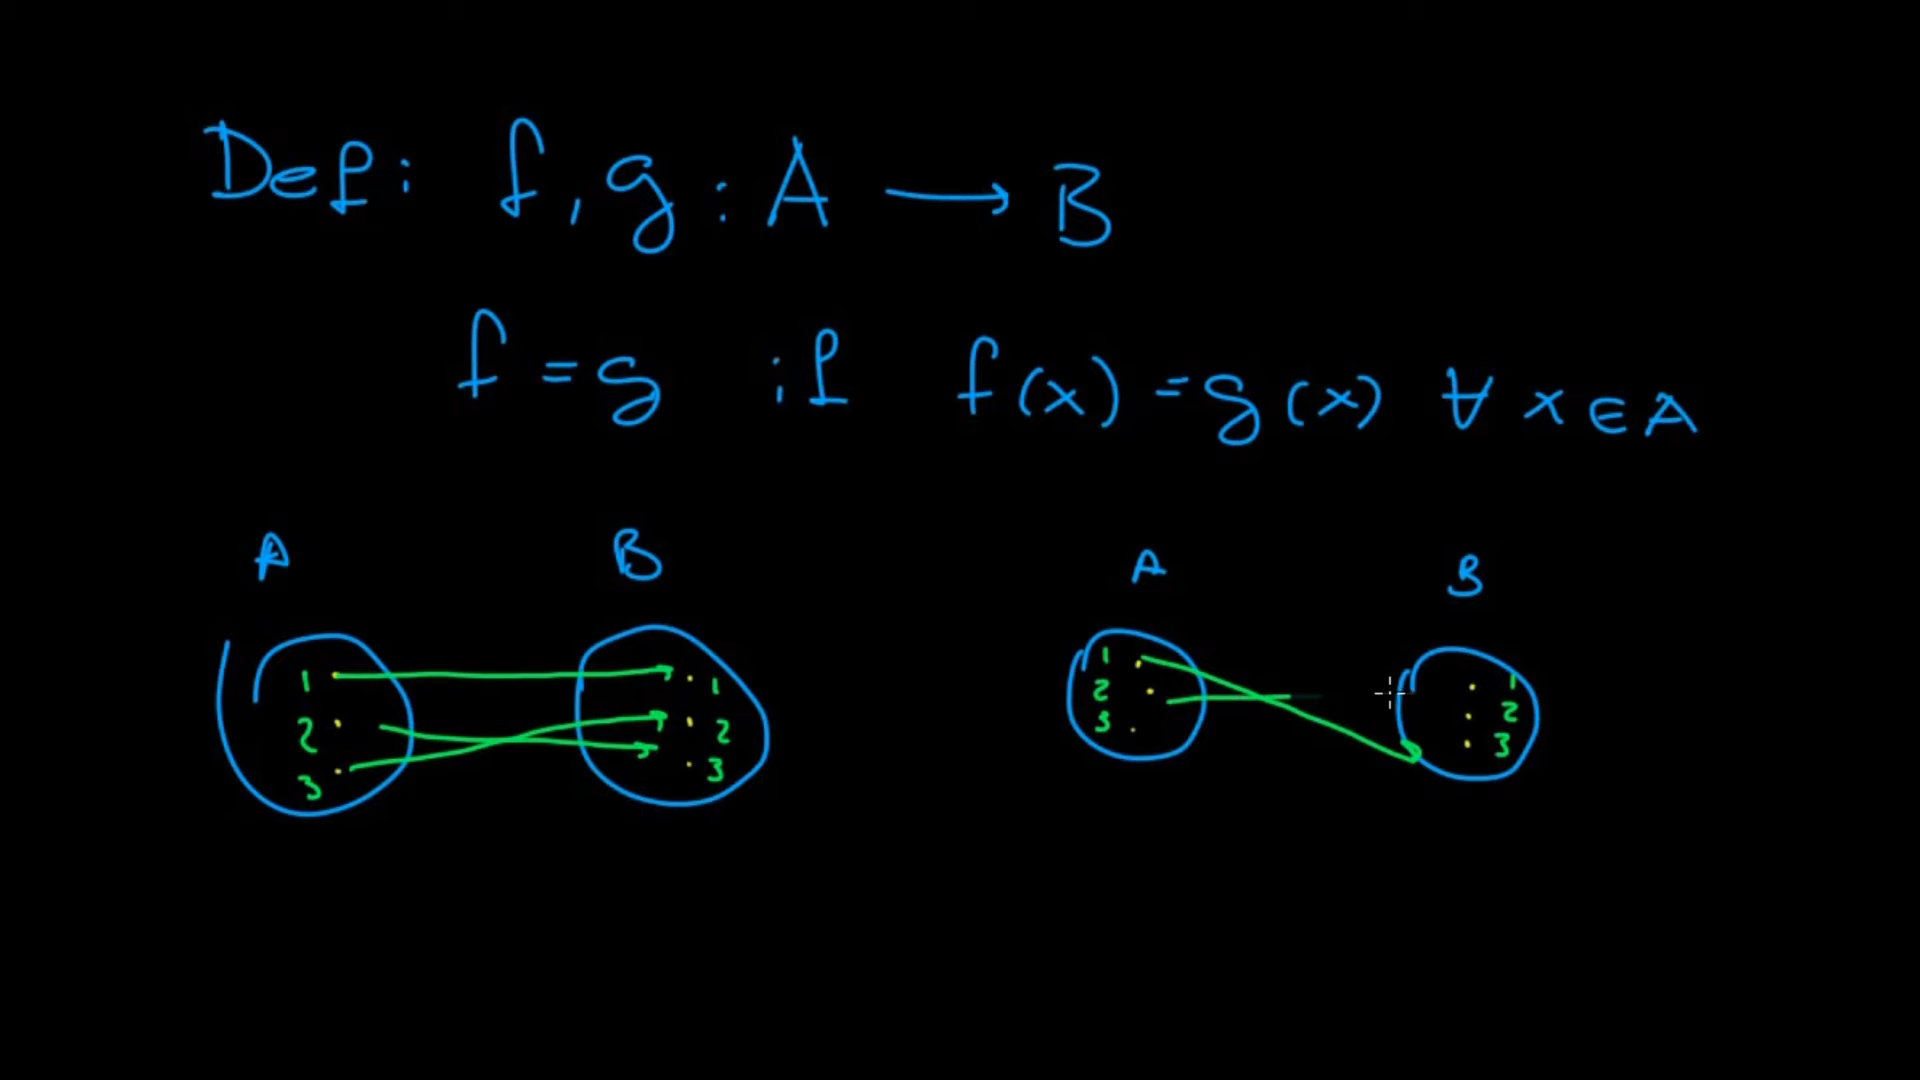 Def: f, g : A → B
f = g if f(x) = g(x) ∀ x ∈ A
A B A B
1 1 1 1
2 2 2 2
3 3 3 3